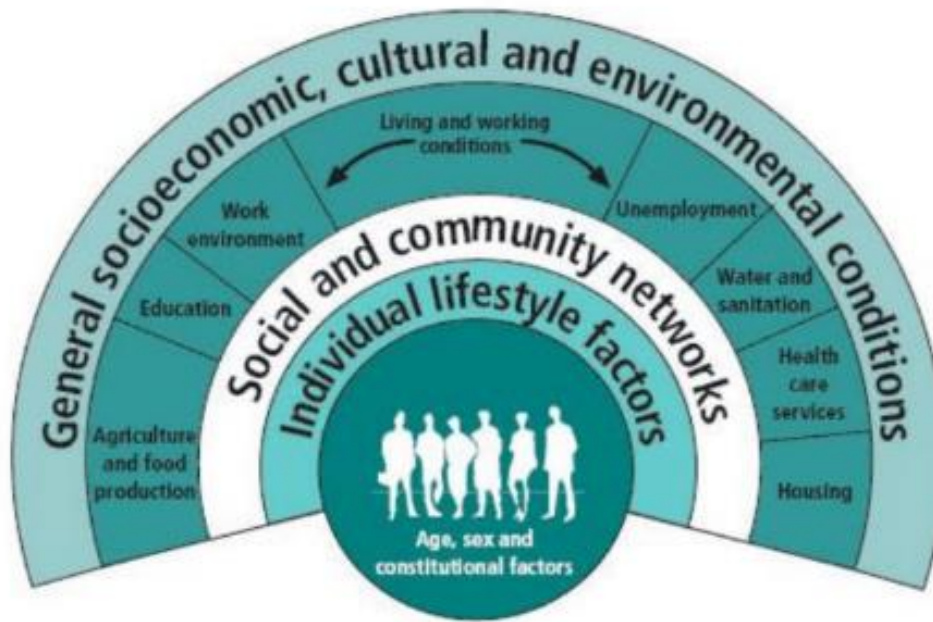 General socioeconomic, cultural and environmental conditions
Living and working
conditions
Work
environment
Unemployment
Education
Water and
sanitation
Agriculture
and food
production
Health
care
services
Housing
Social and community networks
Individual lifestyle factors
Age, sex and
constitutional factors